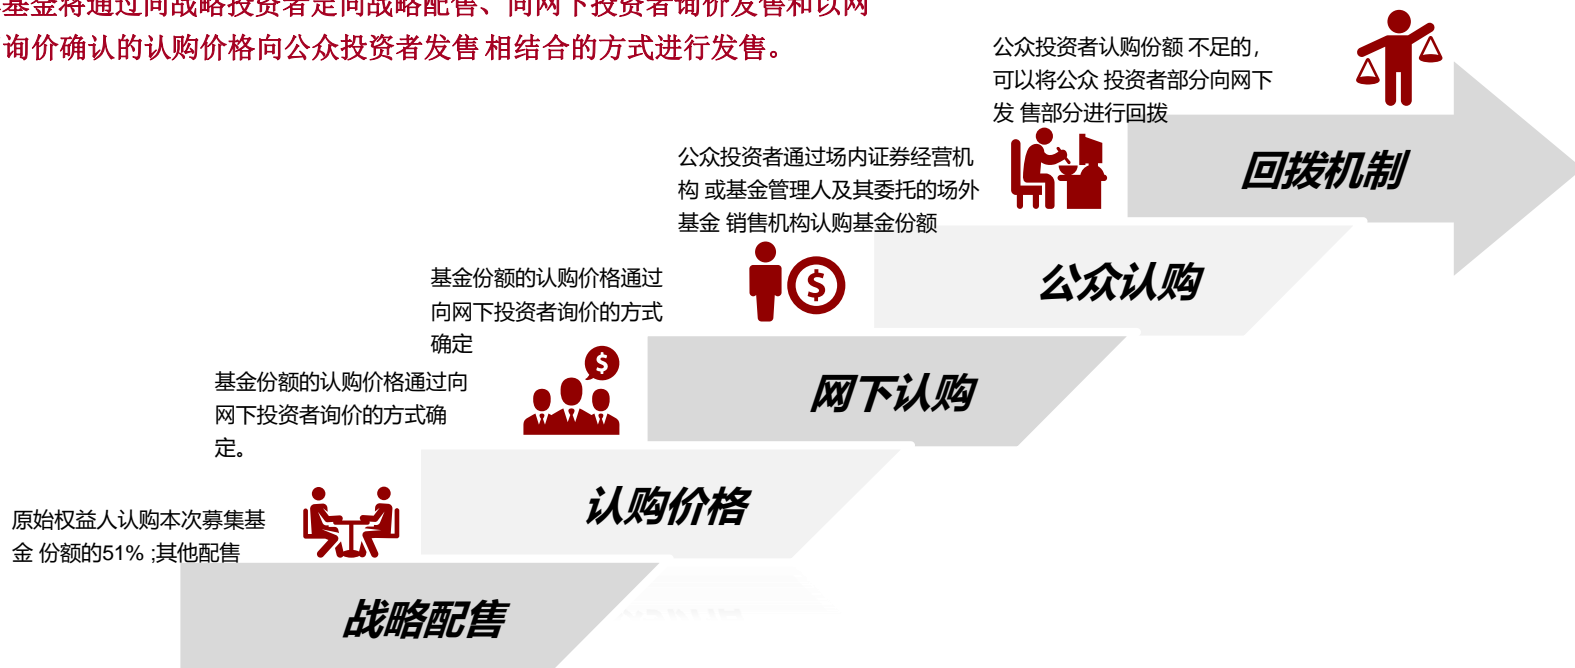 基金将通过向战略投资者定向战略配售、向网下投资者询价发售和以网
询价确认的认购价格向公众投资者发售 相结合的方式进行发售。
公众投资者认购份额 不足的,
可以将公众 投资者部分向网下
发 售部分进行回拨
回拨机制
公众投资者通过场内证券经营机
构 或基金管理人及其委托的场外
基金 销售机构认购基金份额
公众认购
基金份额的认购价格通过
向网下投资者询价的方式
确定
网下认购
基金份额的认购价格通过向
网下投资者询价的方式确
定。
认购价格
原始权益人认购本次募集基
金 份额的51% ;其他配售
战略配售